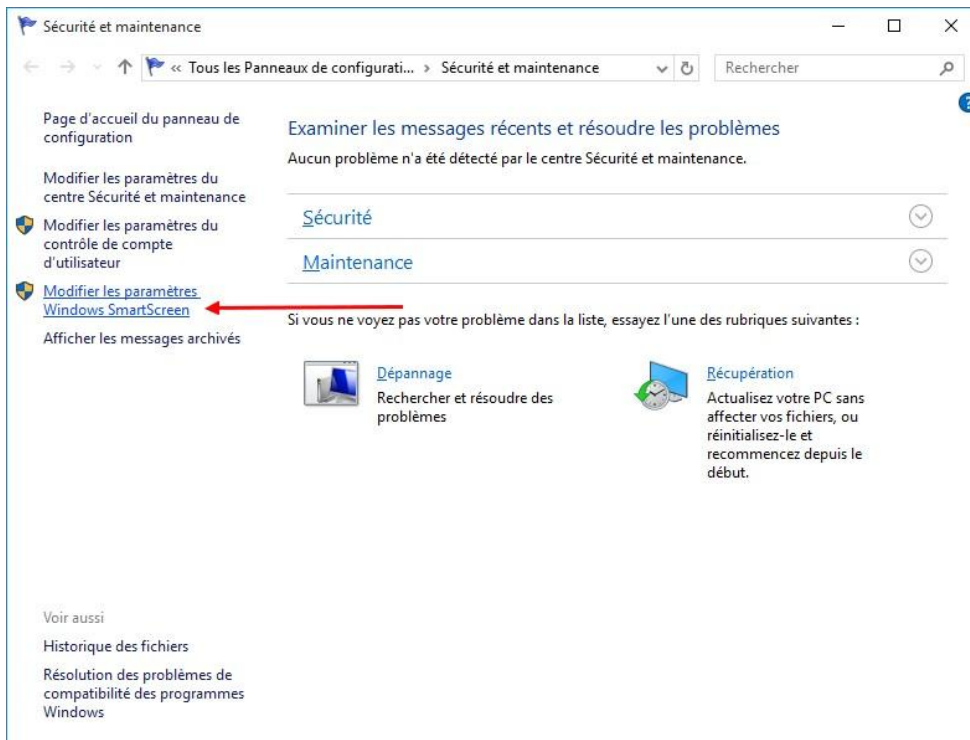 Sécurité et maintenance
« Tous les Panneaux de configurati... › Sécurité et maintenance
Rechercher
?
Page d'accueil du panneau de
configuration
Modifier les paramètres du
centre Sécurité et maintenance
Modifier les paramètres du
contrôle de compte
d'utilisateur
Modifier les paramètres
Windows SmartScreen
Afficher les messages archivés
Examiner les messages récents et résoudre les problèmes
Aucun problème n'a été détecté par le centre Sécurité et maintenance.
Sécurité
Maintenance
Si vous ne voyez pas votre problème dans la liste, essayez l'une des rubriques suivantes :
Dépannage
Rechercher et résoudre des
problèmes
Récupération
Actualisez votre PC sans
affecter vos fichiers, ou
réinitialisez-le et
recommencez depuis le
début.
Voir aussi
Historique des fichiers
Résolution des problèmes de
compatibilité des programmes
Windows